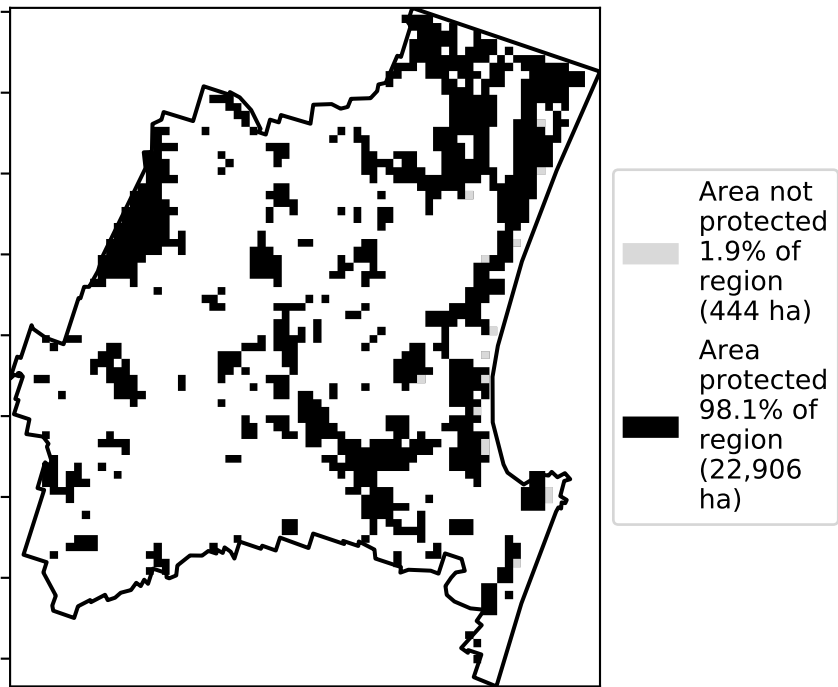 Area not
protected
1.9% of
region
(444 ha)
Area
protected
98.1% of
region
(22,906
ha)